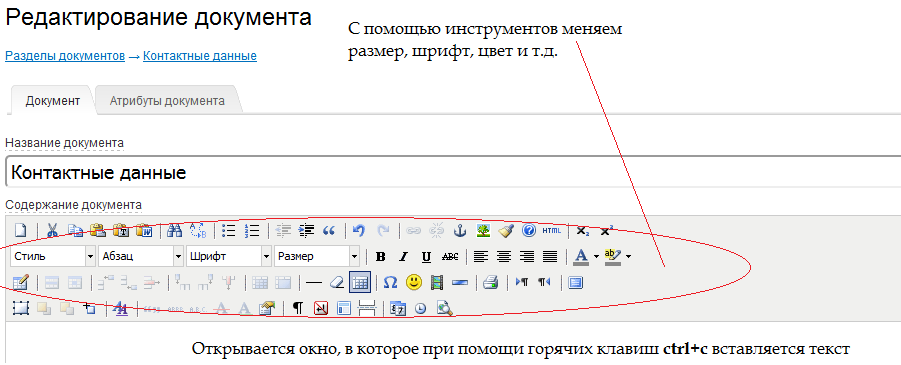 Редактирование документа
С помощью инструментов меняем
размер, шрифт, цвет и т.д.
Разделы документов → Контактные данные
Документ Атрибуты документа
Название документа
Контактные данные
Содержание документа
HTML
Стиль Абзац Шрифт Размер B I U ABC
Открывается окно, в которое при помощи горячих клавиш ctrl+c вставляется текст